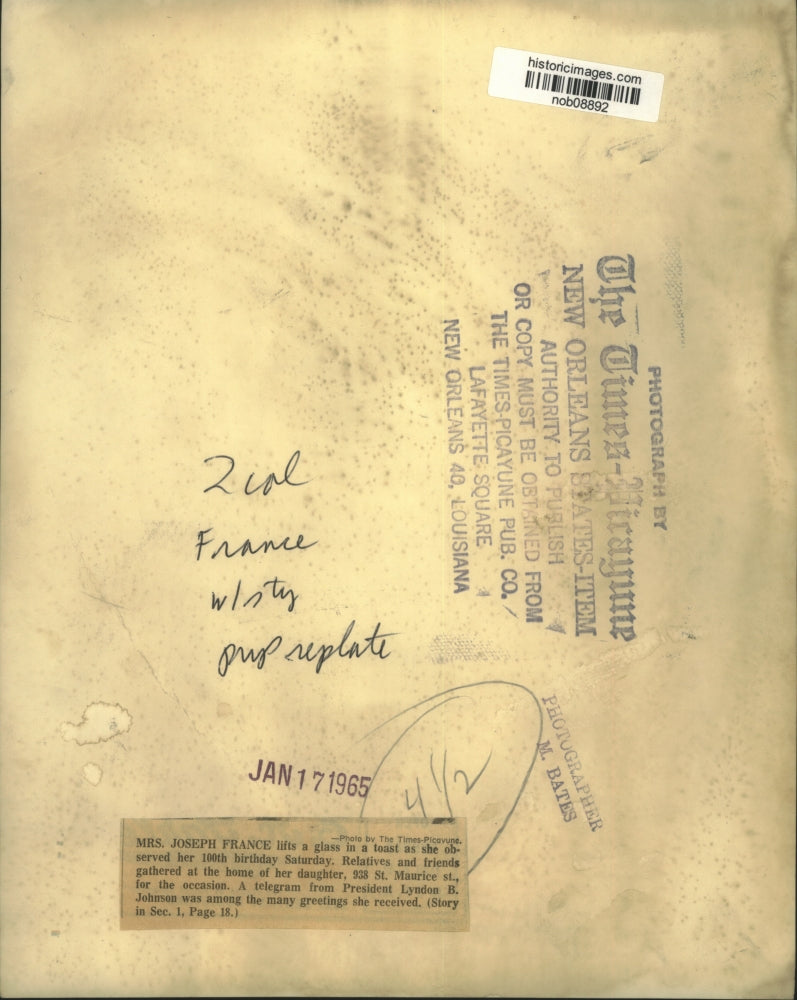 historicimages.com
nob08892
PHOTOGRAPH BY
The Times-Picayune
NEW ORLEANS STATES-ITEM
AUTHORITY TO PUBLISH
OR COPY MUST BE OBTAINED FROM
THE TIMES-PICAYUNE PUB. CO.
LAFAYETTE SQUARE
NEW ORLEANS 40, LOUISIANA
2 col
France
w/sty
replate
PHOTOGRAPHER
M. BATES
4 1/2
JAN 17 1965
—Photo by The Times-Picayune.
MRS. JOSEPH FRANCE lifts a glass in a toast as she ob-
served her 100th birthday Saturday. Relatives and friends
gathered at the home of her daughter, 938 St. Maurice st.,
for the occasion. A telegram from President Lyndon B.
Johnson was among the many greetings she received. (Story
in Sec. 1, Page 18.)